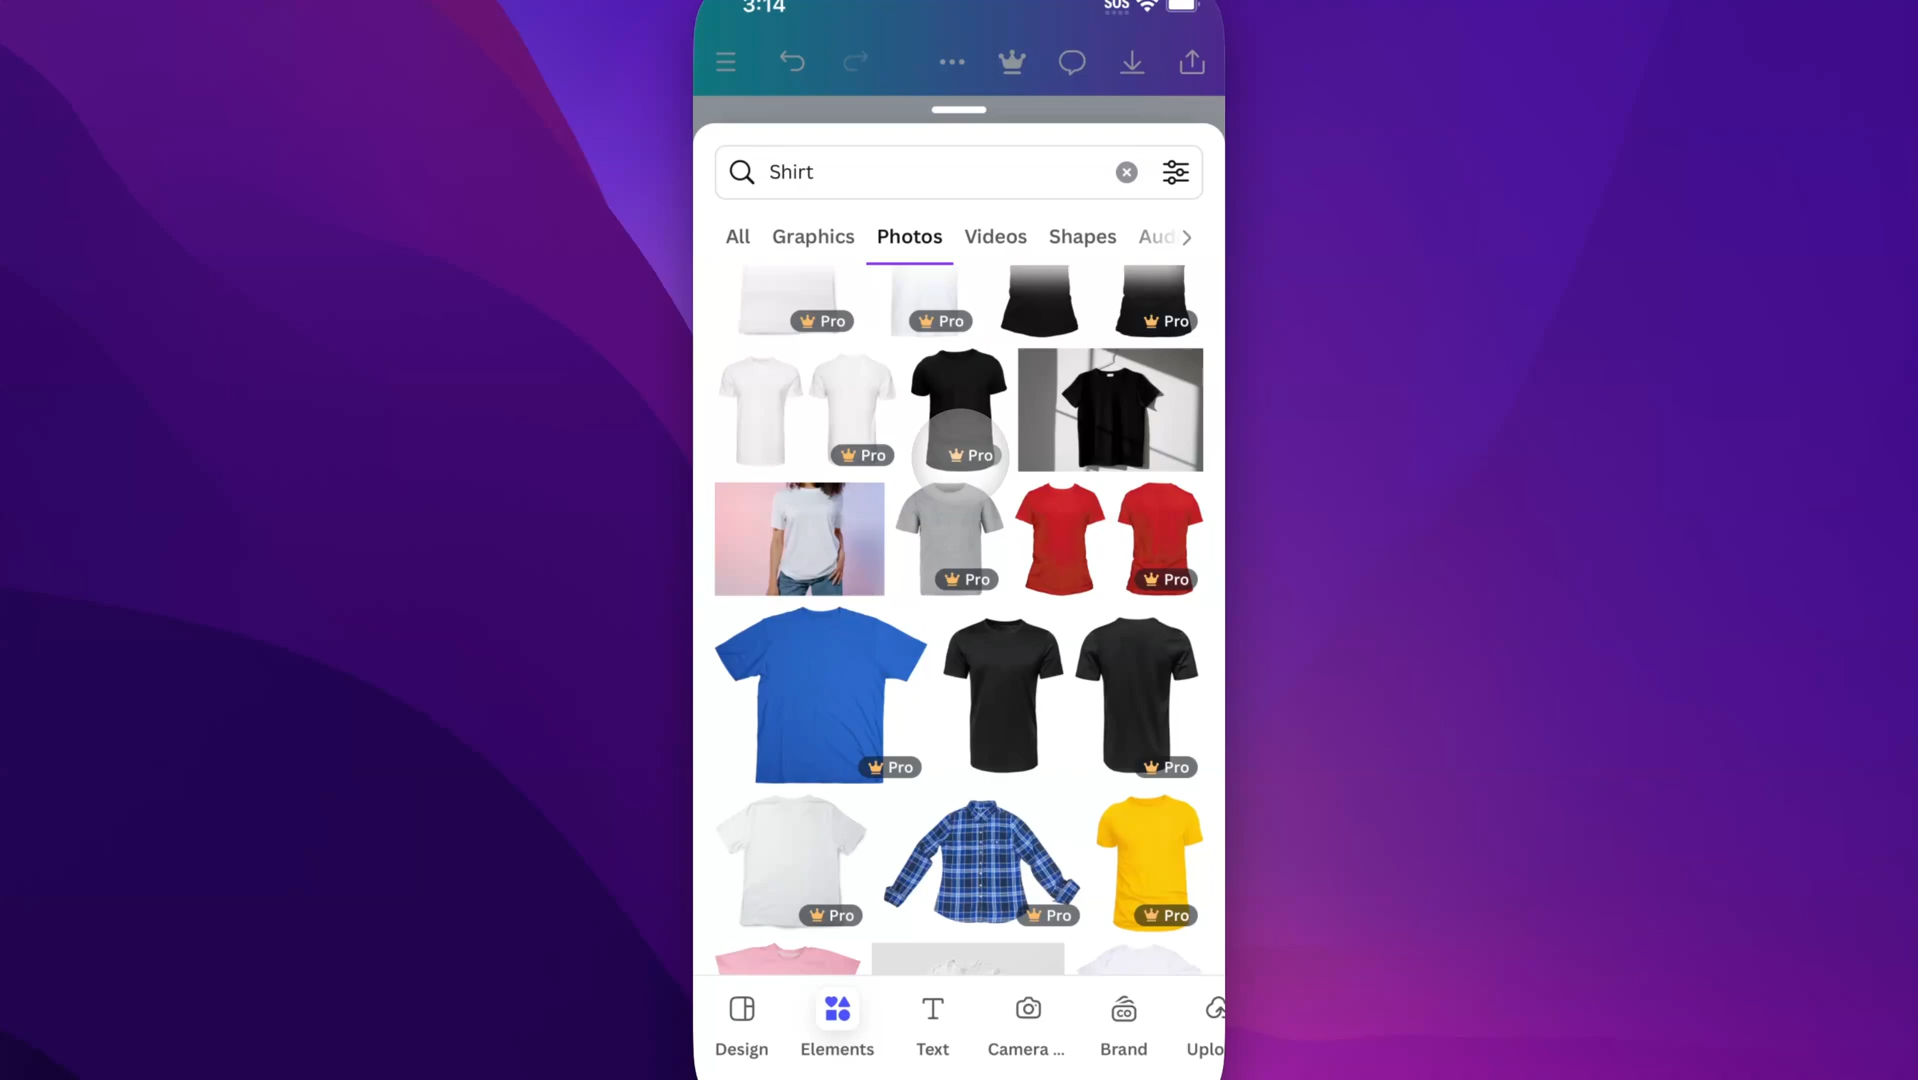 3:14 SOS
Shirt
All Graphics Photos Videos Shapes Aud
Pro Pro Pro
Pro Pro
Pro Pro
Pro Pro
Pro Pro Pro
CO
Design Elements Text Camera ... Brand Uplo